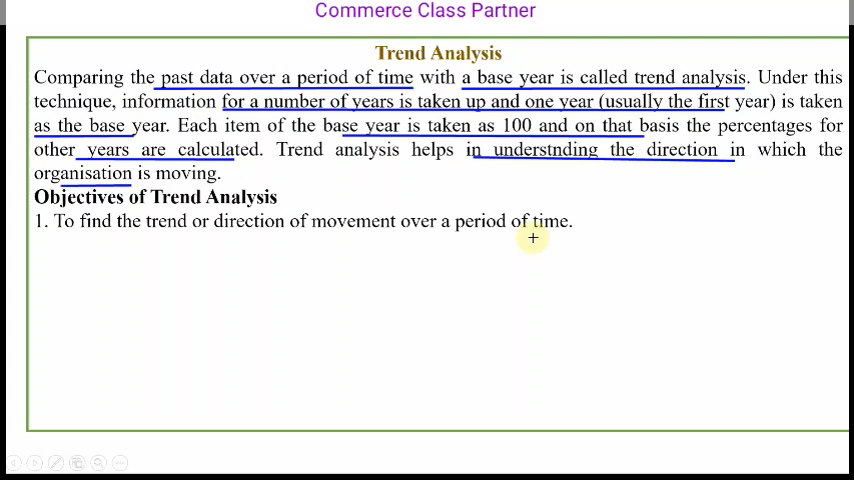 Commerce Class Partner
Trend Analysis
Comparing the past data over a period of time with a base year is called trend analysis. Under this
technique, information for a number of years is taken up and one year (usually the first year) is taken
as the base year. Each item of the base year is taken as 100 and on that basis the percentages for
other years are calculated. Trend analysis helps in understnding the direction in which the
organisation is moving.
Objectives of Trend Analysis
1. To find the trend or direction of movement over a period of time.